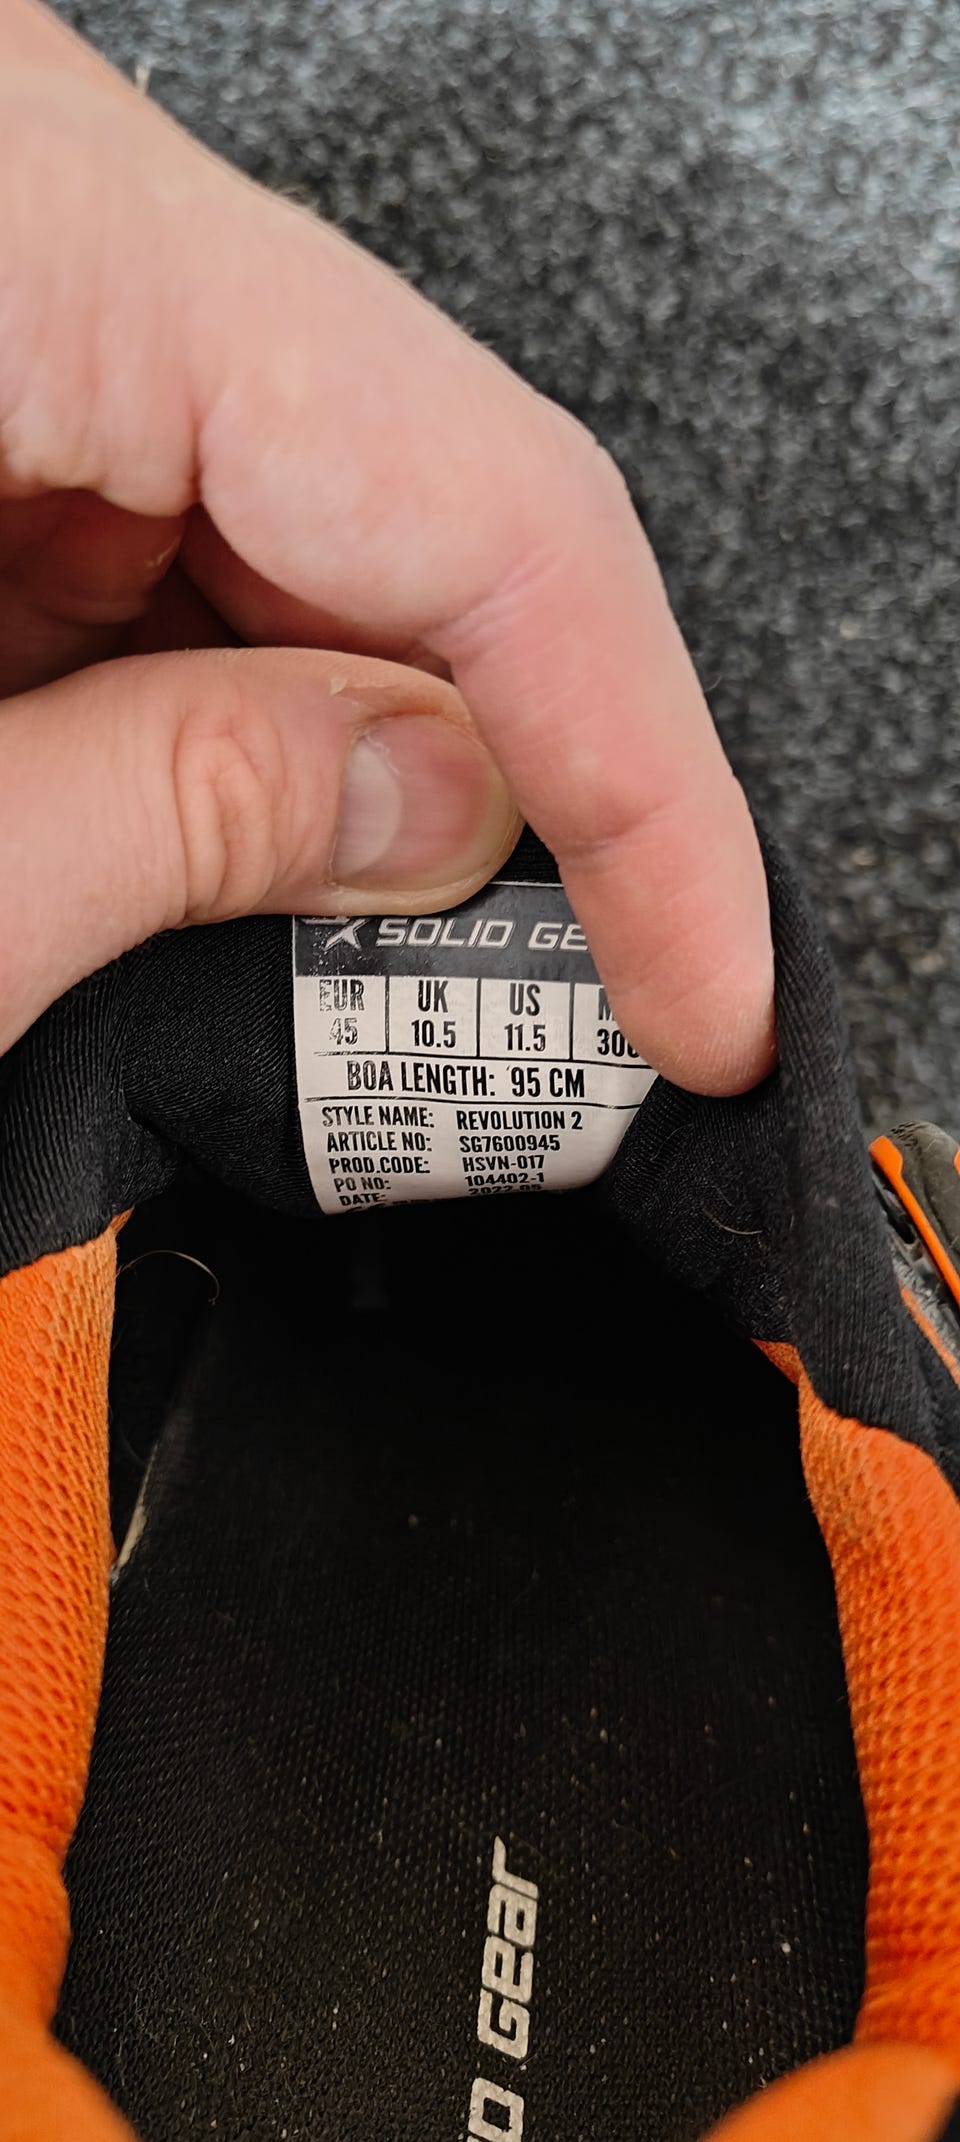 SOLID GE
EUR UK US M
45 10.5 11.5 300
BOA LENGTH: 95 CM
STYLE NAME: REVOLUTION 2
ARTICLE NO: SG7600945
PROD.CODE: HSVN-017
PO NO: 104402-1
DATE:
GEAR